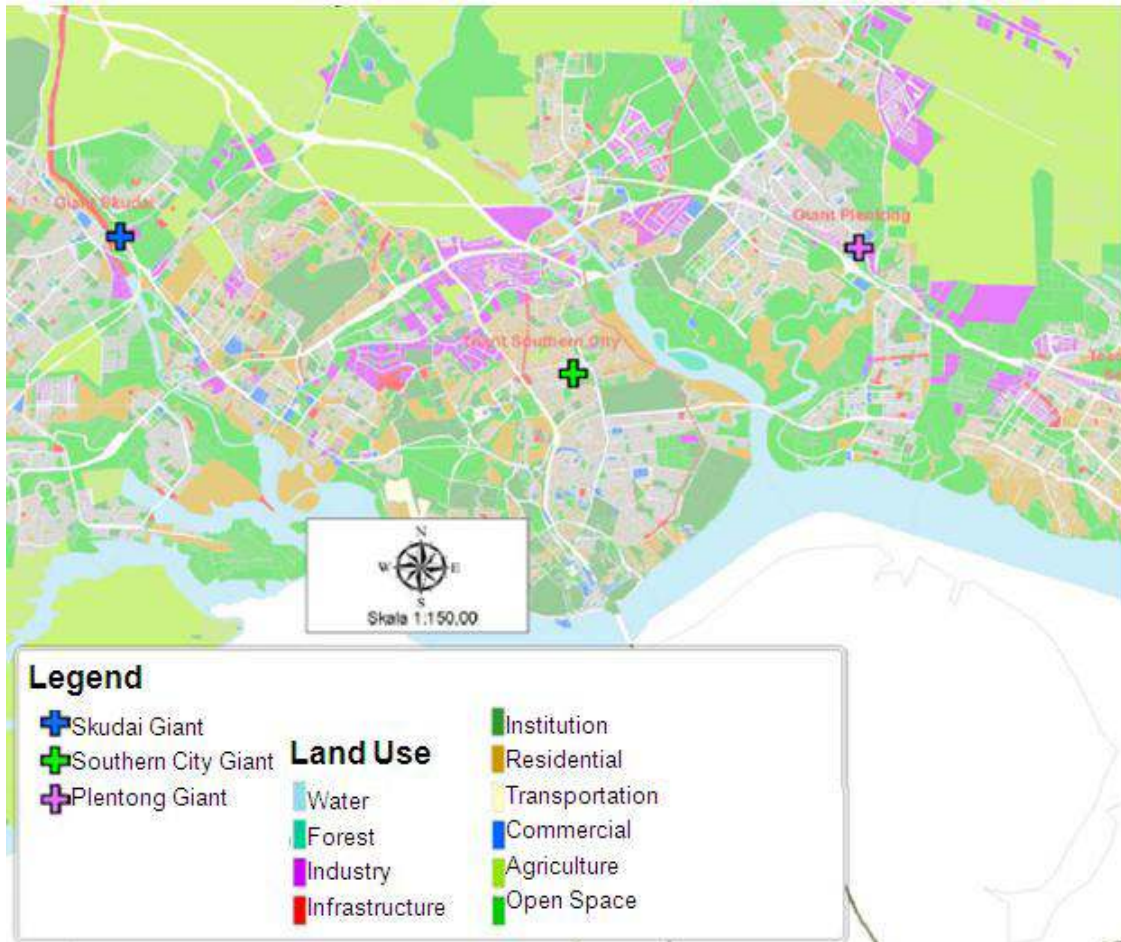 Giant Skudai
Giant Plentong
Giant Southern City
N
W E
S
Skala 1:150.00
Legend
Skudai Giant
Southern City Giant
Plentong Giant
Land Use
Water
Forest
Industry
Infrastructure
Institution
Residential
Transportation
Commercial
Agriculture
Open Space